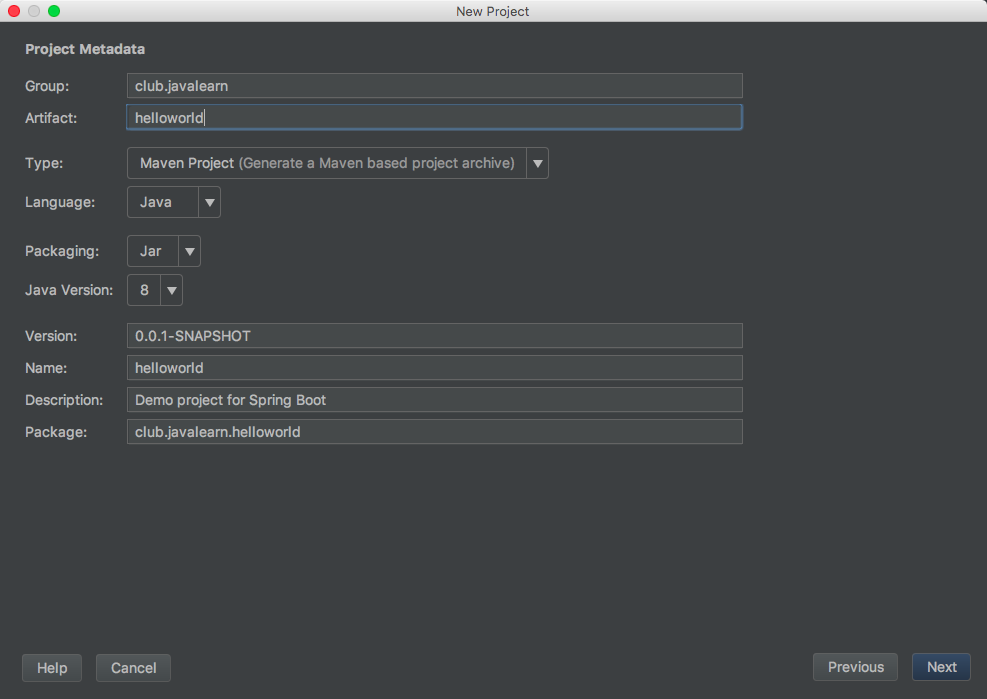 New Project
Project Metadata
Group: club.javalearn
Artifact: helloworld
Type: Maven Project (Generate a Maven based project archive)
Language: Java
Packaging: Jar
Java Version: 8
Version: 0.0.1-SNAPSHOT
Name: helloworld
Description: Demo project for Spring Boot
Package: club.javalearn.helloworld
Help Cancel Previous Next